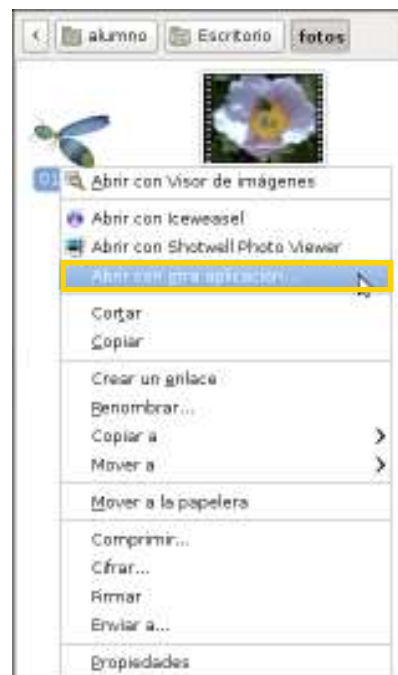 alumno Escritorio fotos
01
Abrir con Visor de imágenes
Abrir con Iceweasel
Abrir con Shotwell Photo Viewer
Abrir con otra aplicación...
Cortar
Copiar
Crear un enlace
Renombrar...
Copiar a
Mover a
Mover a la papelera
Comprimir...
Cifrar...
Firmar
Enviar a...
Propiedades